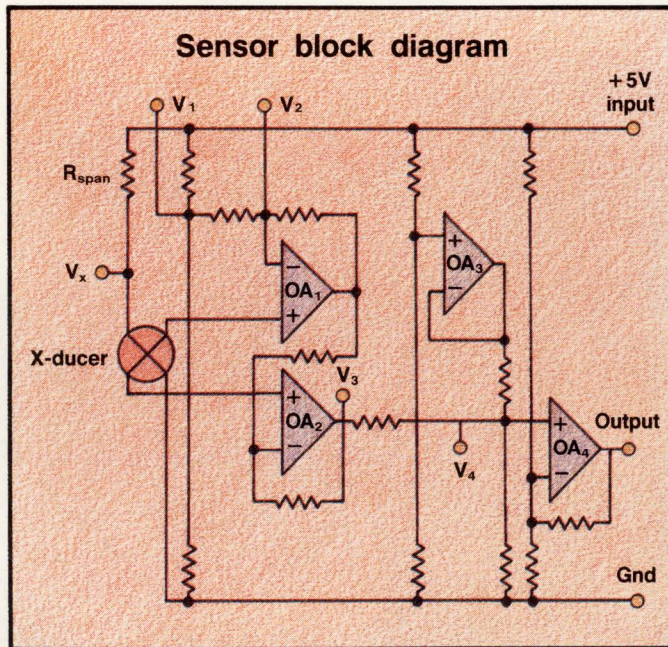 Sensor block diagram
V₁ V₂
+5V
input
Rspan
Vx
X-ducer
OA₁
− +
OA₃
+ −
V₃
OA₂
+ −
V₄
OA₄
+ −
Output
Gnd